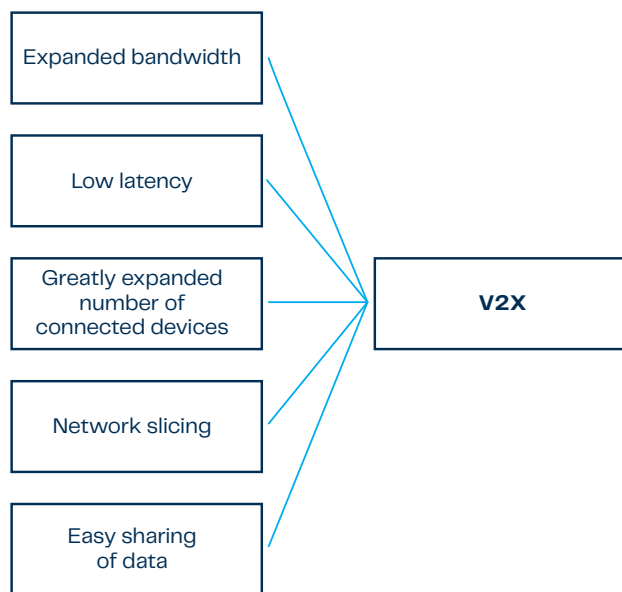 Expanded bandwidth
Low latency
Greatly expanded
number of
connected devices
V2X
Network slicing
Easy sharing
of data